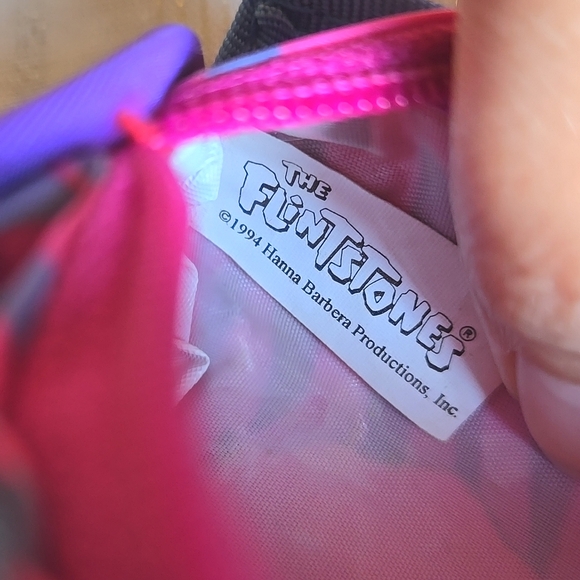 THE
FLINTSTONES®
©1994 Hanna Barbera Productions, Inc.